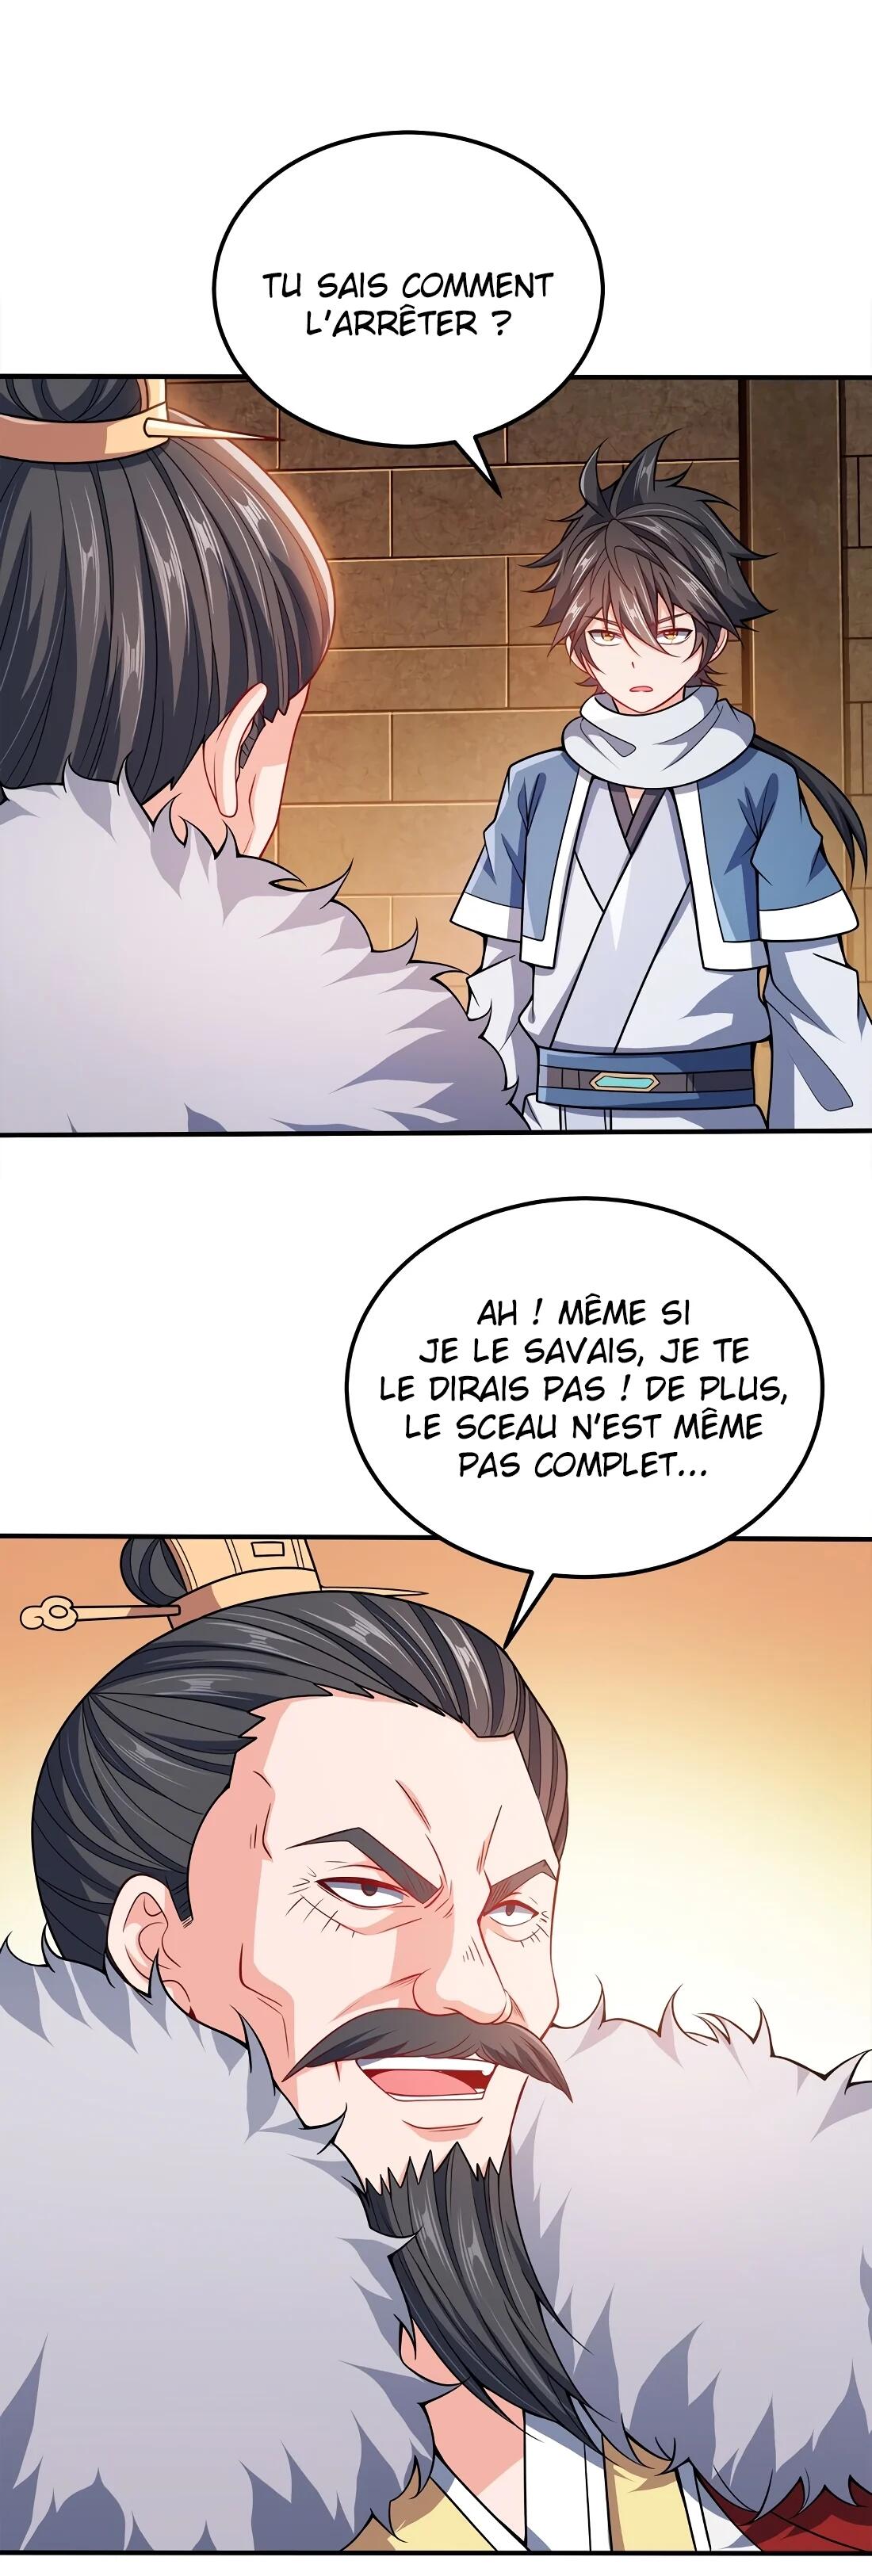 TU SAIS COMMENT
L'ARRÊTER ?
AH ! MÊME SI
JE LE SAVAIS, JE TE
LE DIRAIS PAS ! DE PLUS,
LE SCEAU N'EST MÊME
PAS COMPLET...